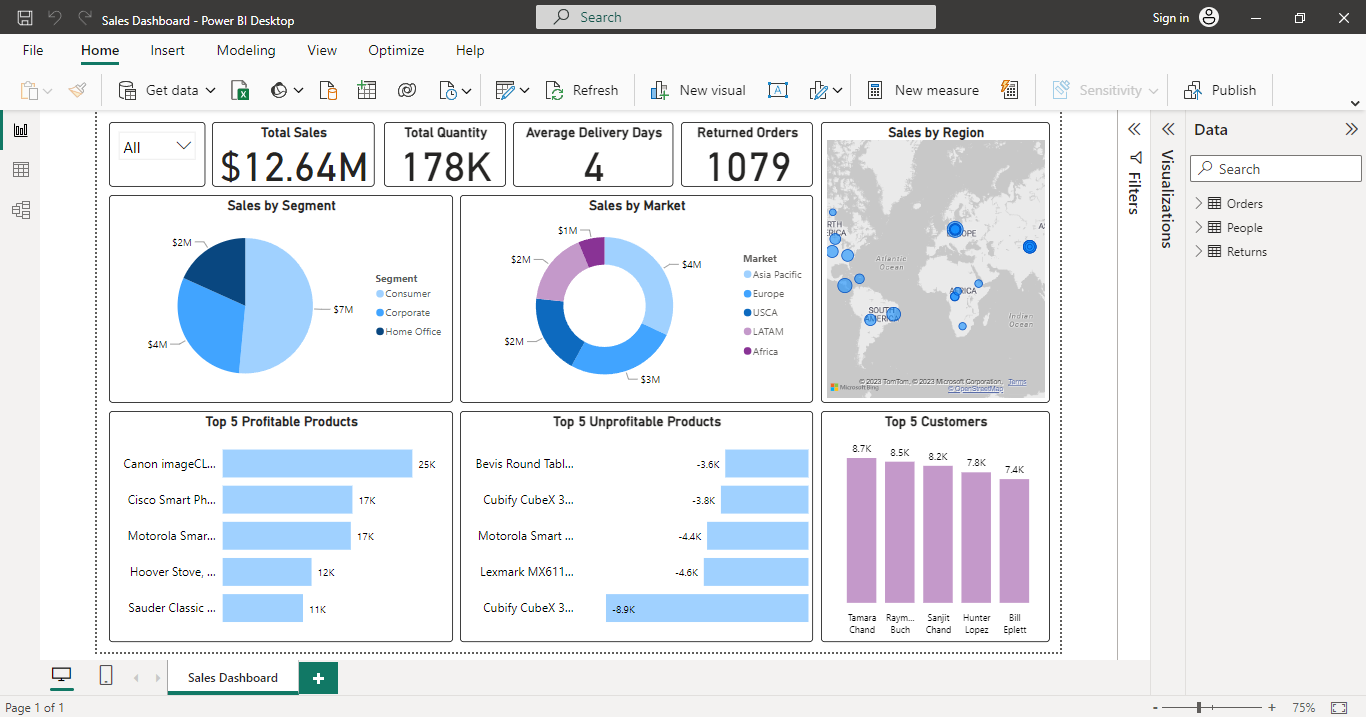 Sales Dashboard - Power BI Desktop
Search
Sign in
File
Home
Insert
Modeling
View
Optimize
Help
Get data
Refresh
New visual
New measure
Sensitivity
Publish
All
Total Sales
$12.64M
Total Quantity
178K
Average Delivery Days
4
Returned Orders
1079
Sales by Segment
$2M
$7M
$4M
Segment
Consumer
Corporate
Home Office
Sales by Market
$1M
$2M
$4M
$2M
$3M
Market
Asia Pacific
Europe
USCA
LATAM
Africa
Sales by Region
Atlantic
Ocean
AFRICA
SOUTH
AMERICA
Indian
Ocean
© 2023 TomTom, © 2023 Microsoft Corporation, Terms
Microsoft Bing
© OpenStreetMap
Top 5 Profitable Products
Canon imageCL... 25K
Cisco Smart Ph... 17K
Motorola Smar... 17K
Hoover Stove, ... 12K
Sauder Classic ... 11K
Top 5 Unprofitable Products
Bevis Round Tabl... -3.6K
Cubify CubeX 3... -3.8K
Motorola Smart ... -4.4K
Lexmark MX611... -4.6K
Cubify CubeX 3... -8.9K
Top 5 Customers
8.7K
8.5K
8.2K
7.8K
7.4K
Tamara
Chand
Raym...
Buch
Sanjit
Chand
Hunter
Lopez
Bill
Eplett
Filters
Visualizations
Data
Search
Orders
People
Returns
Sales Dashboard
Page 1 of 1
75%